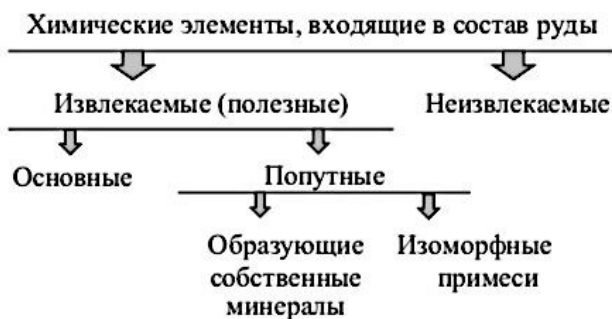 Химические элементы, входящие в состав руды
Извлекаемые (полезные)
Неизвлекаемые
Основные
Попутные
Образующие
собственные
минералы
Изоморфные
примеси